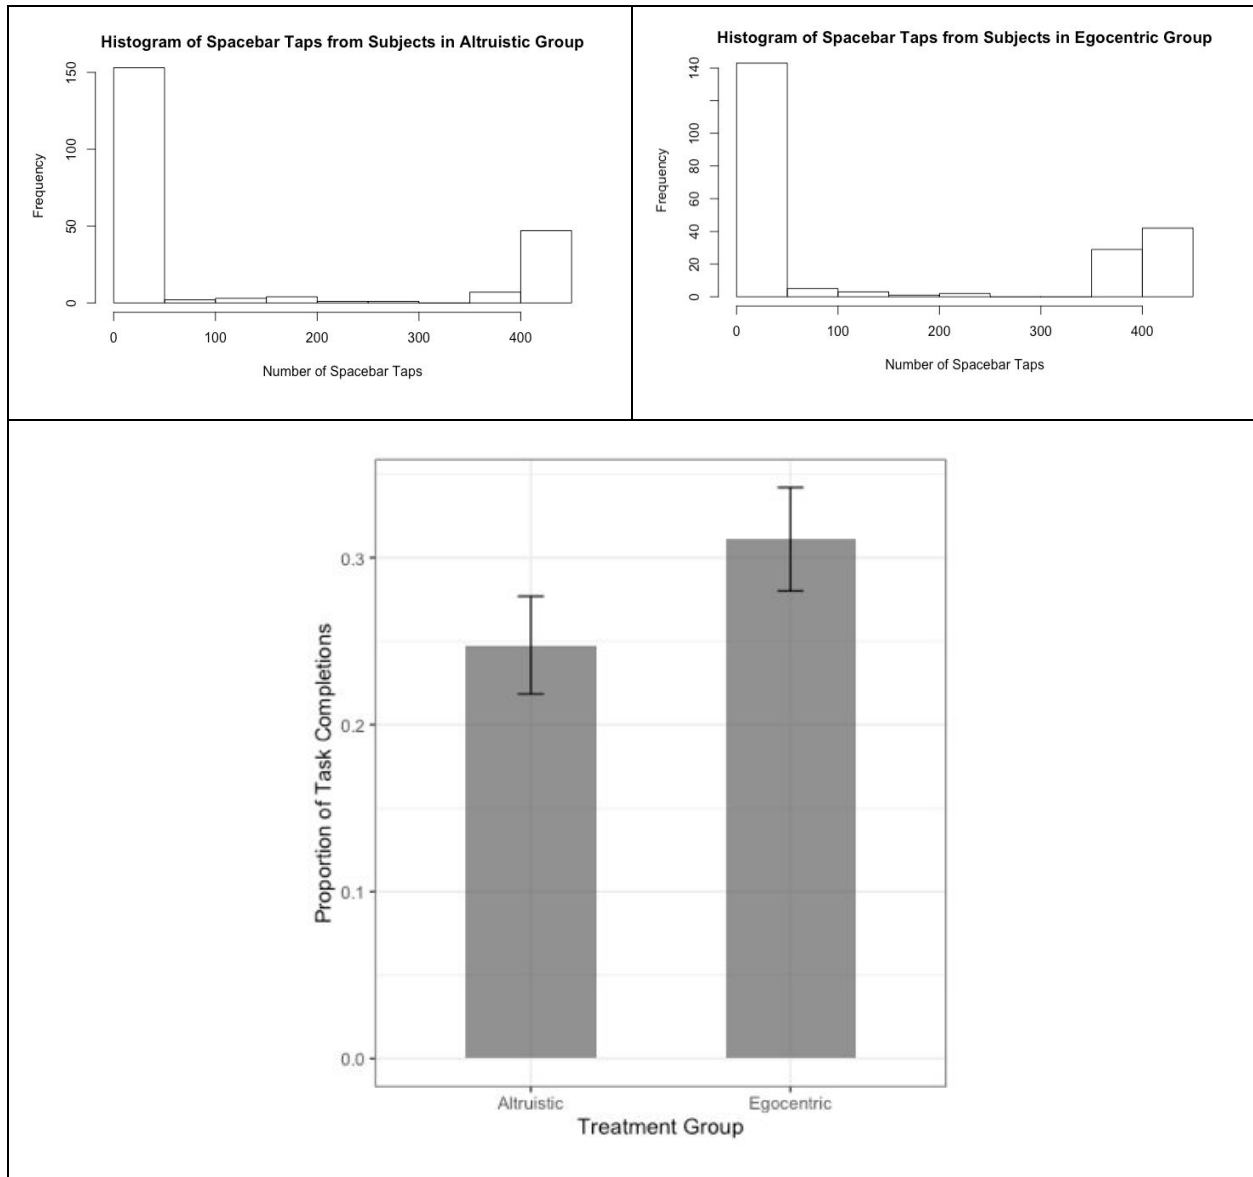 Histogram of Spacebar Taps from Subjects in Altruistic Group
Frequency
150
100
50
0
0 100 200 300 400
Number of Spacebar Taps
Histogram of Spacebar Taps from Subjects in Egocentric Group
Frequency
140
100
80
60
40
20
0
0 100 200 300 400
Number of Spacebar Taps
Proportion of Task Completions
0.3
0.2
0.1
0.0
Altruistic Egocentric
Treatment Group